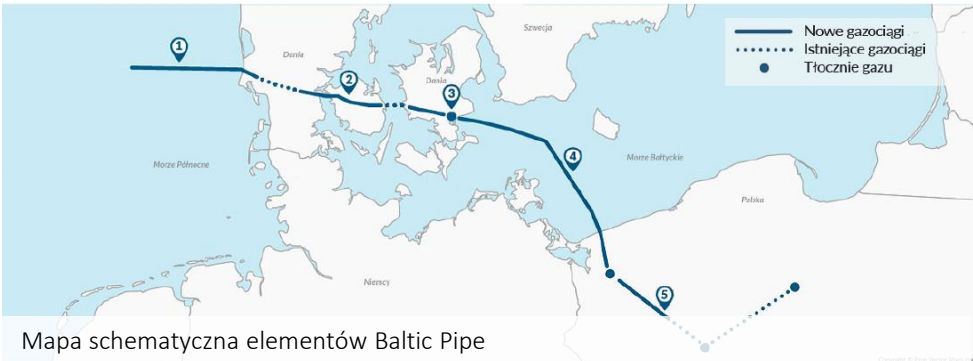 Nowe gazociągi
Istniejące gazociągi
Tłocznie gazu
1
Dania
Szwecja
2
Dania
3
Morze Północne
4
Morze Bałtyckie
Polska
Niemcy
5
Mapa schematyczna elementów Baltic Pipe